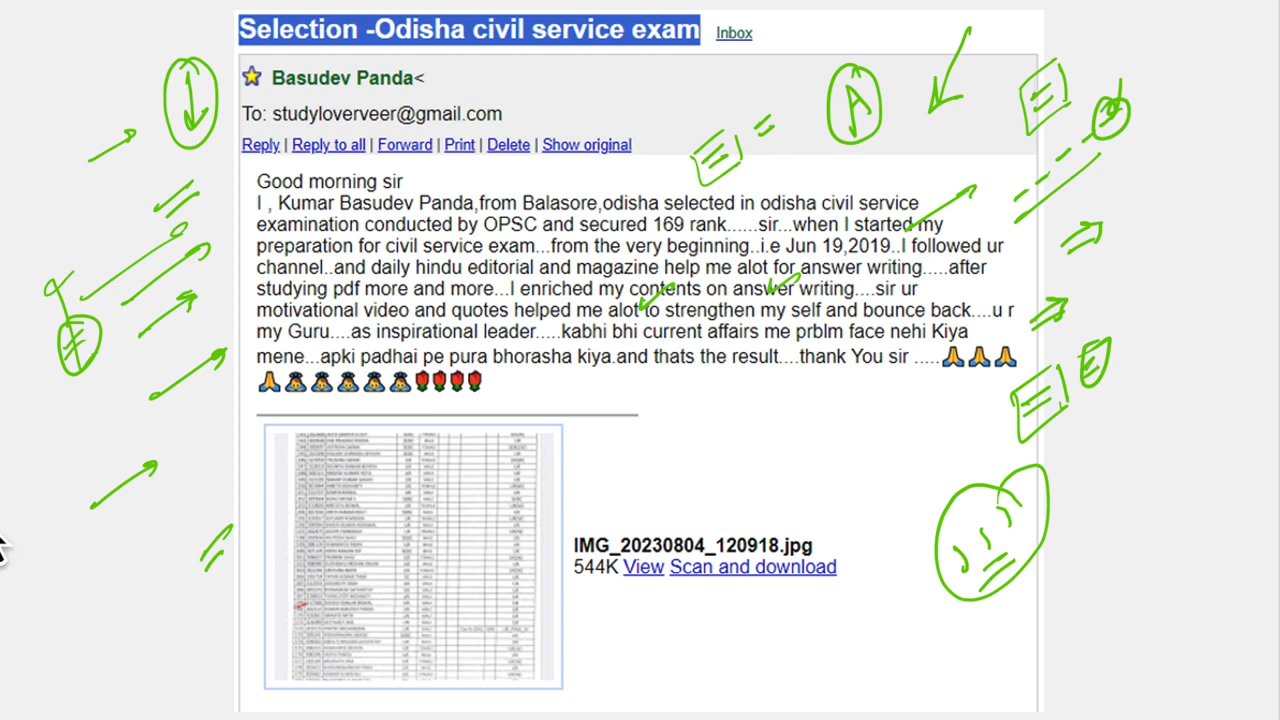 Selection -Odisha civil service exam Inbox
Basudev Panda<
To: studyloverveer@gmail.com
Reply | Reply to all | Forward | Print | Delete | Show original
Good morning sir
I , Kumar Basudev Panda,from Balasore,odisha selected in odisha civil service
examination conducted by OPSC and secured 169 rank......sir...when I started my
preparation for civil service exam...from the very beginning..i.e Jun 19,2019..I followed ur
channel..and daily hindu editorial and magazine help me alot for answer writing.....after
studying pdf more and more...I enriched my contents on answer writing....sir ur
motivational video and quotes helped me alot to strengthen my self and bounce back....u r
my Guru....as inspirational leader.....kabhi bhi current affairs me prblm face nehi Kiya
mene...apki padhai pe pura bhorasha kiya.and thats the result....thank You sir .....🙏🙏🙏
🙏🙇🙇🙇🙇🙇🌹🌹🌹🌹
IMG_20230804_120918.jpg
544K View Scan and download
A